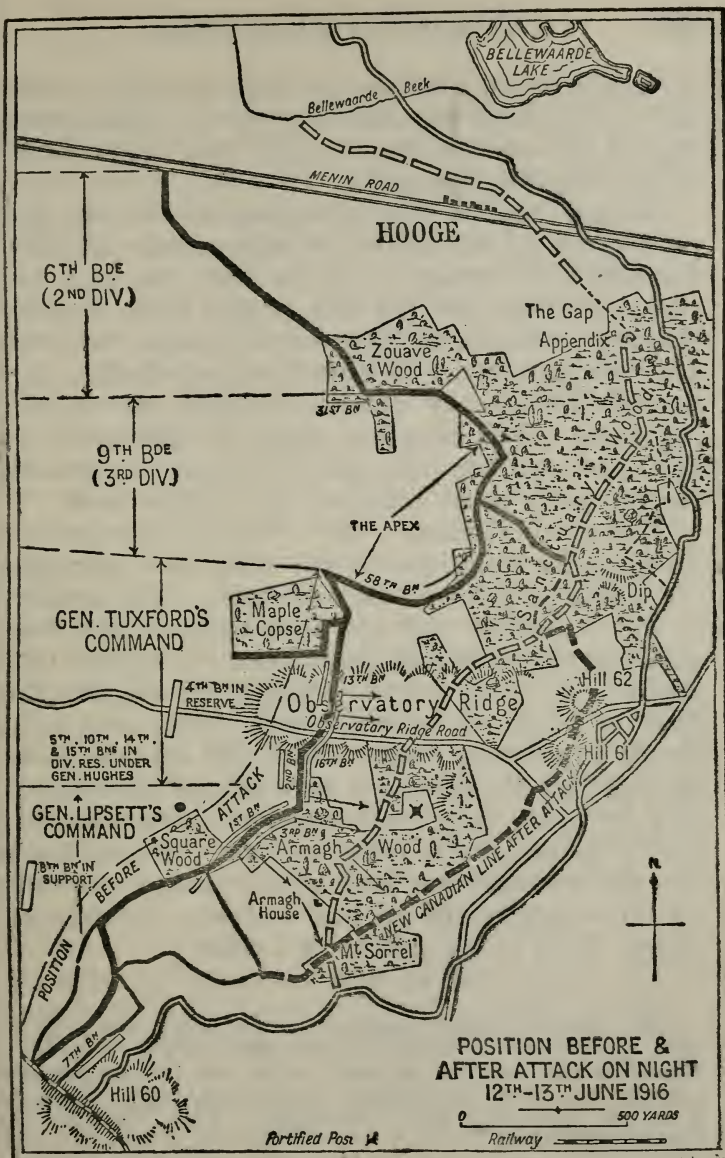 BELLEWAARDE
LAKE
Bellewaarde Beek
MENIN ROAD
HOOGE
6TH BDE
(2ND DIV.)
The Gap
Appendix
Zouave
Wood
31ST BN
9TH BDE
(3RD DIV.)
THE APEX
Sanctuary Wood
58TH BN
Dip
GEN. TUXFORD'S
COMMAND
Maple
Copse
13TH BN
Hill 62
4TH BN IN
RESERVE
Observatory Ridge
Observatory Ridge Road
Hill 61
5TH, 10TH, 14TH,
& 15TH BNS IN
DIV. RES. UNDER
GEN. HUGHES
2ND BN
16TH BN
GEN. LIPSETT'S
COMMAND
POSITION BEFORE ATTACK
1ST BN
3RD BN
Square
Wood
Armagh Wood
8TH BN IN
SUPPORT
NEW CANADIAN LINE AFTER ATTACK
Armagh
House
Mt Sorrel
N
7TH BN
Hill 60
POSITION BEFORE &
AFTER ATTACK ON NIGHT
12TH-13TH JUNE 1916
0 500 YARDS
Fortified Post
Railway